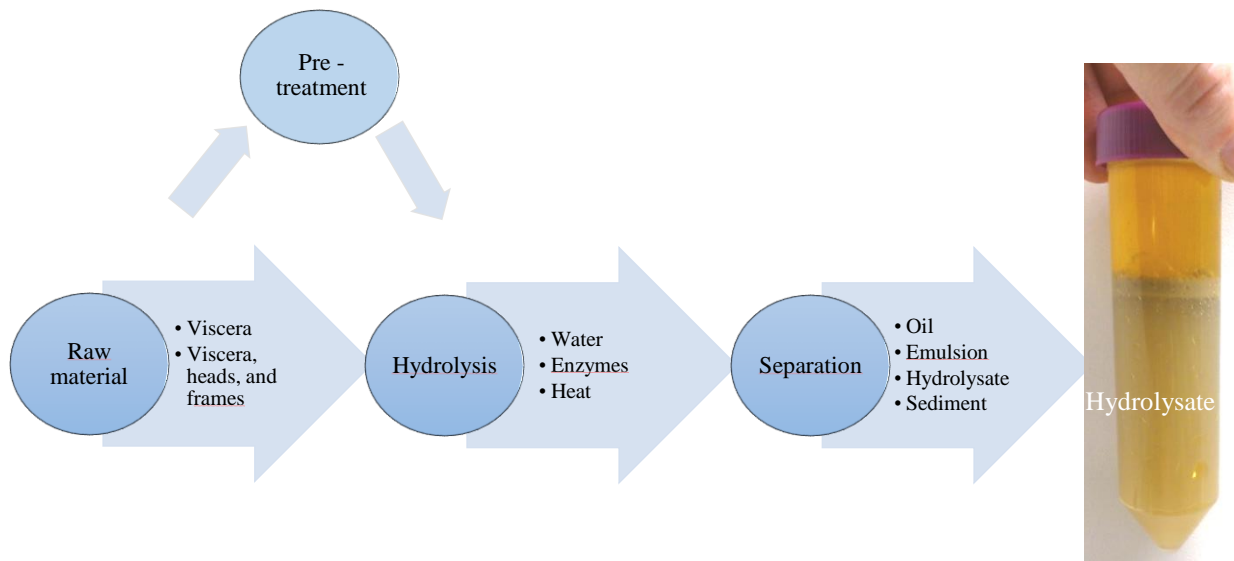 Pre -
treatment
Raw
material
• Viscera
• Viscera,
heads, and
frames
Hydrolysis
• Water
• Enzymes
• Heat
Separation
• Oil
• Emulsion
• Hydrolysate
• Sediment
Hydrolysate